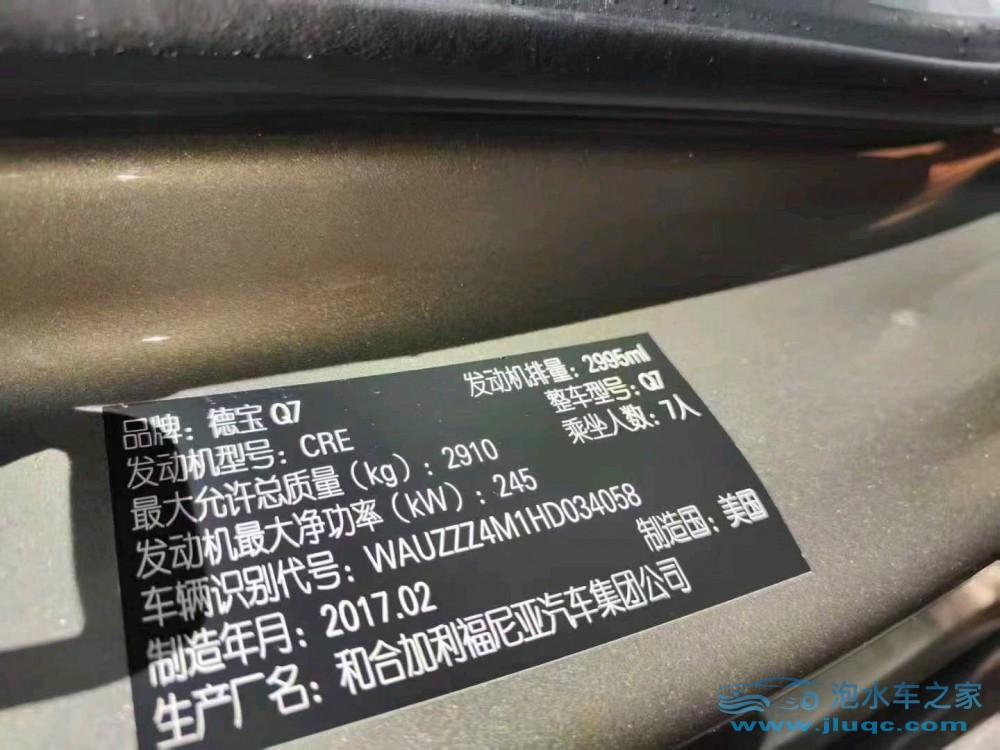 品牌：德宝 Q7 发动机排量：2995ml
发动机型号：CRE 整车型号：Q7
最大允许总质量（kg）：2910 乘坐人数：7人
发动机最大净功率（kW）：245
车辆识别代号：WAUZZZ4M1HD034058
制造年月：2017.02 制造国：美国
生产厂名：和合加利福尼亚汽车集团公司
泡水车之家
www.jluqc.com